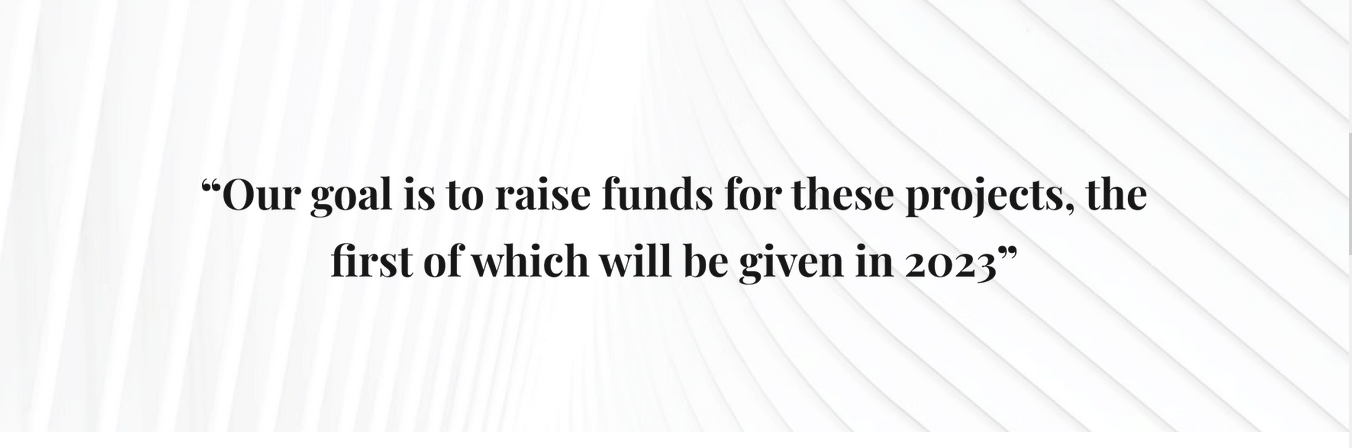 “Our goal is to raise funds for these projects, the
first of which will be given in 2023”